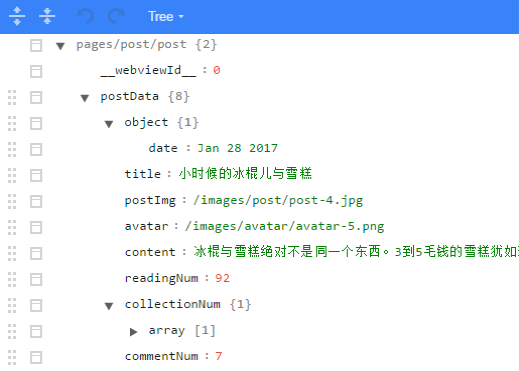 Tree
pages/post/post {2}
__webviewId__ : 0
postData {8}
object {1}
date : Jan 28 2017
title : 小时候的冰棍儿与雪糕
postImg : /images/post/post-4.jpg
avatar : /images/avatar/avatar-5.png
content : 冰棍与雪糕绝对不是同一个东西。3到5毛钱的雪糕犹如
readingNum : 92
collectionNum {1}
array [1]
commentNum : 7